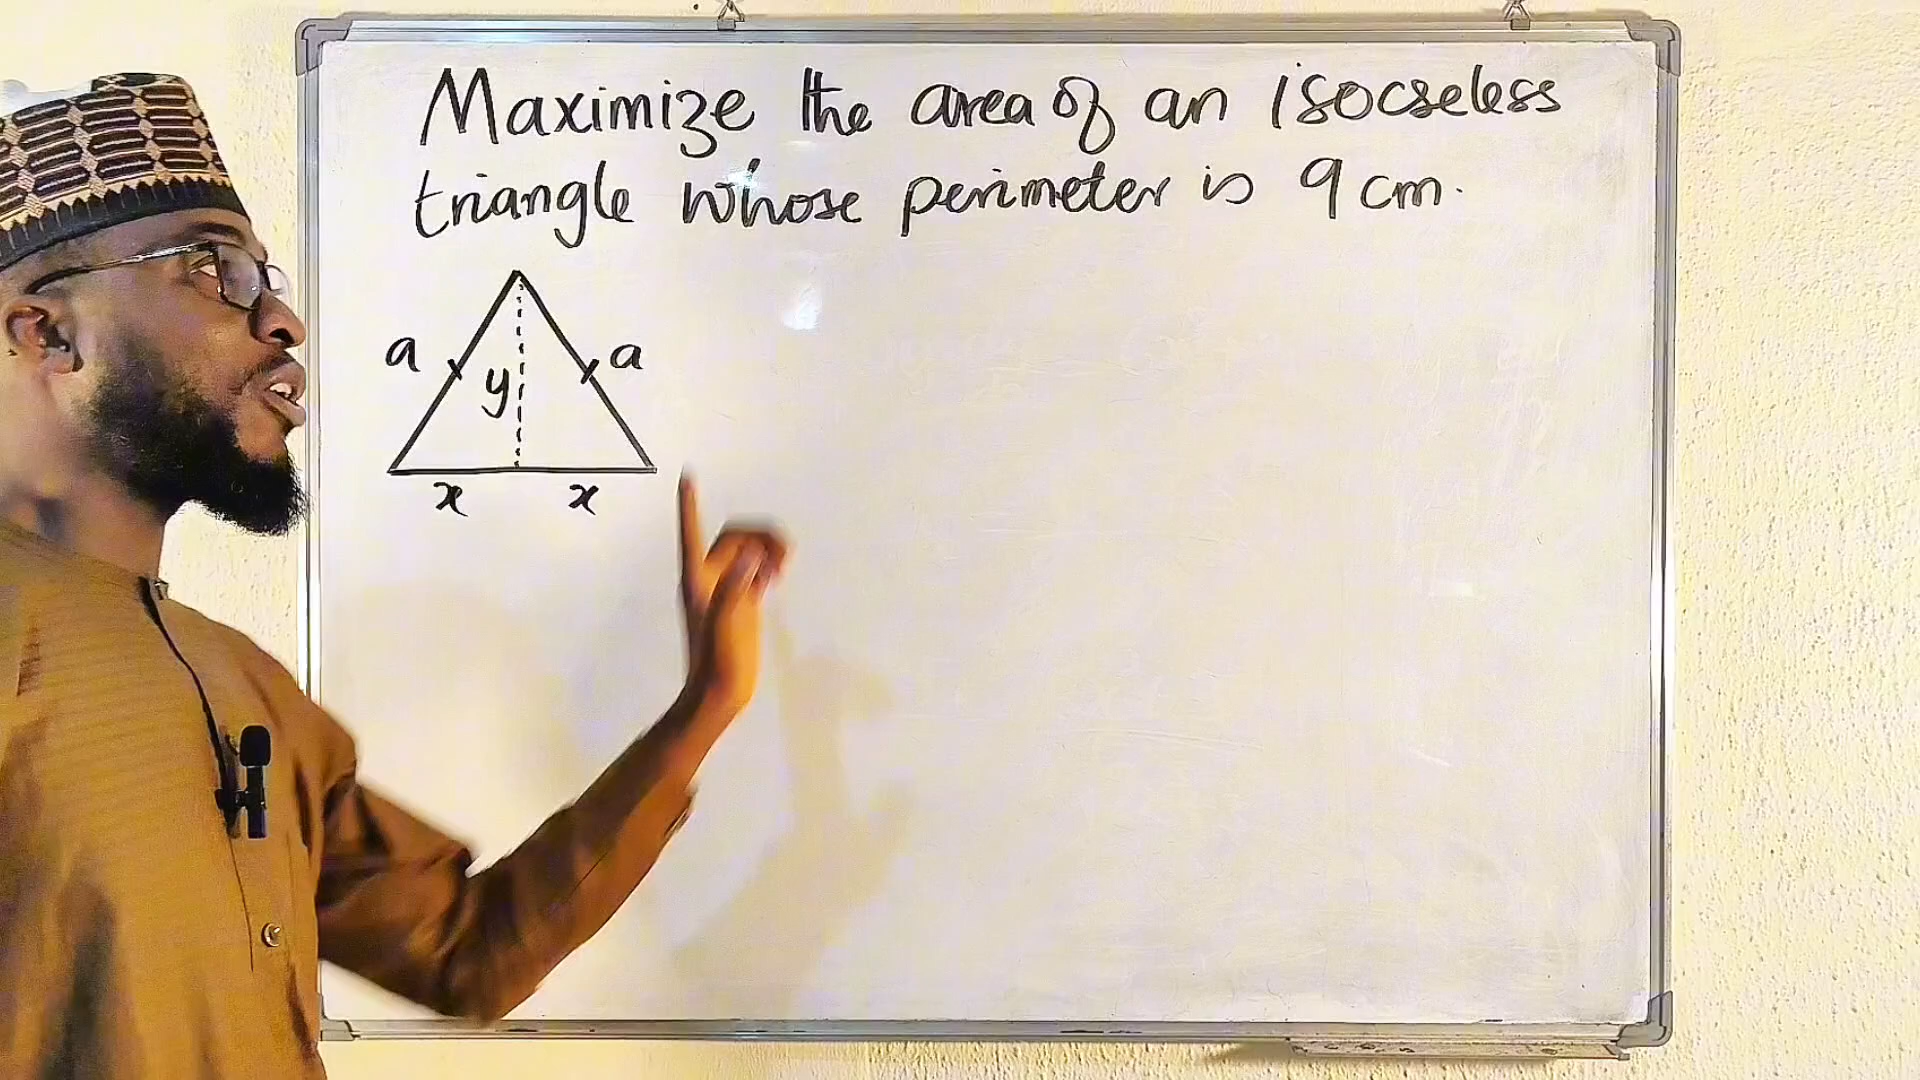 Maximize the area of an isocseless
triangle whose perimeter is 9 cm.
a a
y
x x